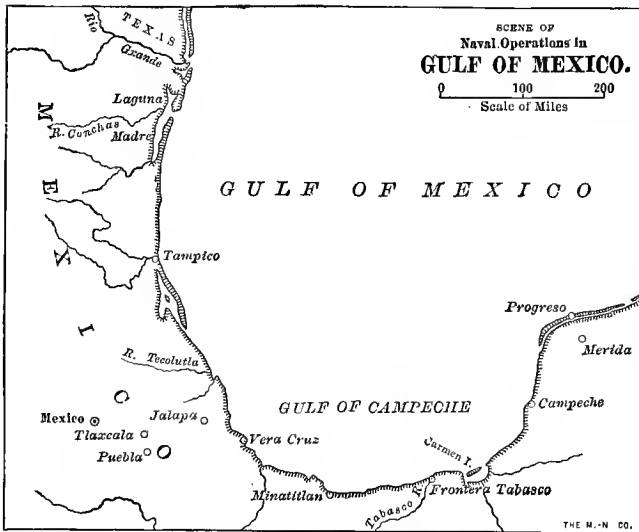 SCENE OF
Naval Operations in
GULF OF MEXICO.
0 100 200
Scale of Miles
TEXAS
Rio
Grande
Laguna
Madre
R. Conchas
MEXICO
GULF OF MEXICO
Tampico
Progreso
Merida
R. Tecolutla
GULF OF CAMPECHE
Campeche
Mexico
Jalapa
Tlaxcala
Puebla
Vera Cruz
Carmen I.
Minatitlan
Tabasco R.
Frontera Tabasco
THE M.-N CO.